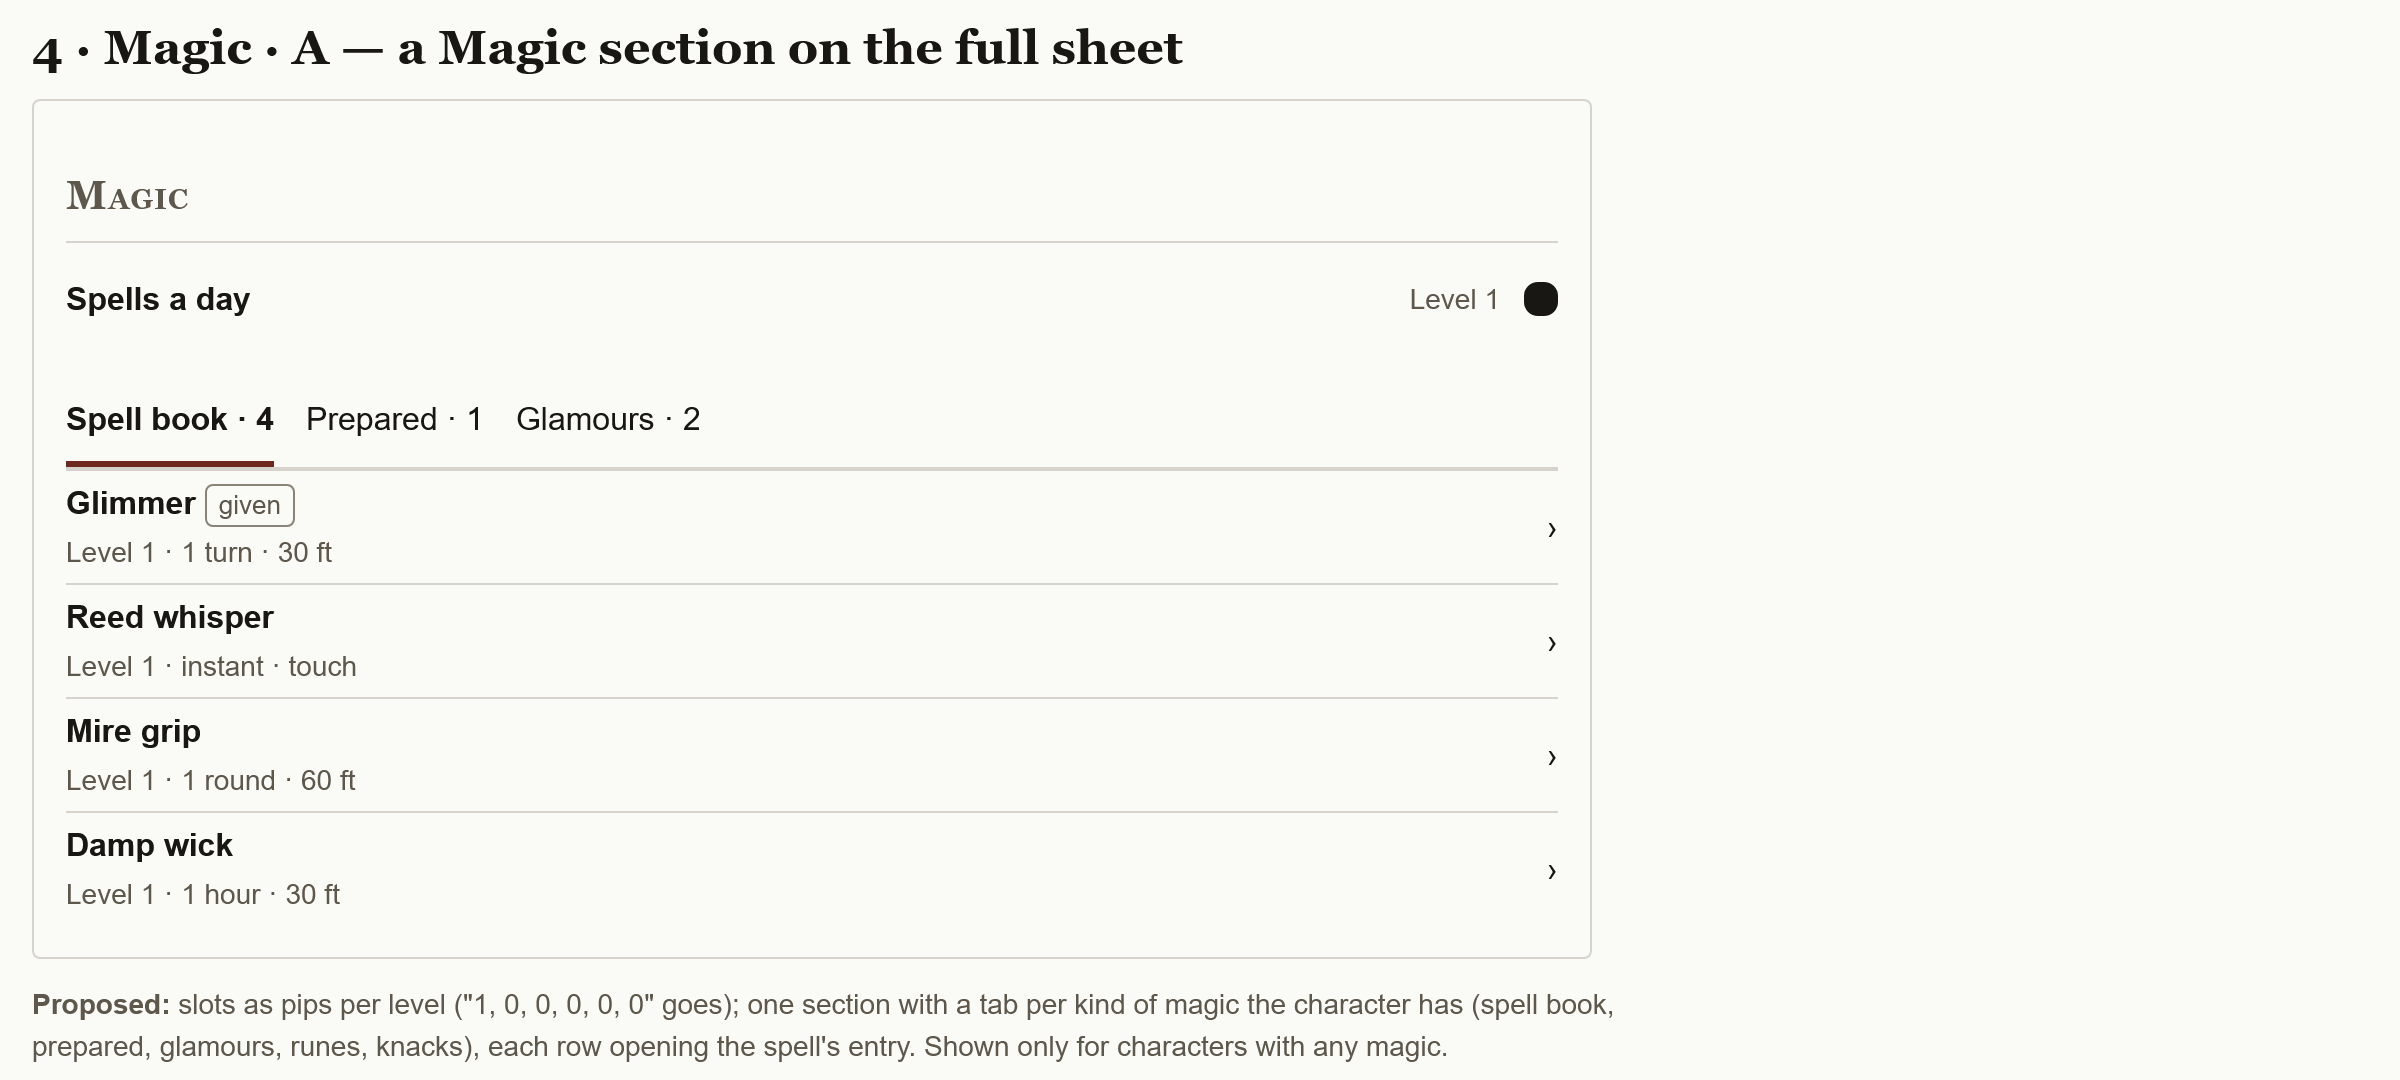 4 · Magic · A — a Magic section on the full sheet
Magic
Spells a day Level 1
Spell book · 4 Prepared · 1 Glamours · 2
Glimmer given
Level 1 · 1 turn · 30 ft
›
Reed whisper
Level 1 · instant · touch
›
Mire grip
Level 1 · 1 round · 60 ft
›
Damp wick
Level 1 · 1 hour · 30 ft
›
Proposed: slots as pips per level ("1, 0, 0, 0, 0, 0" goes); one section with a tab per kind of magic the character has (spell book,
prepared, glamours, runes, knacks), each row opening the spell's entry. Shown only for characters with any magic.